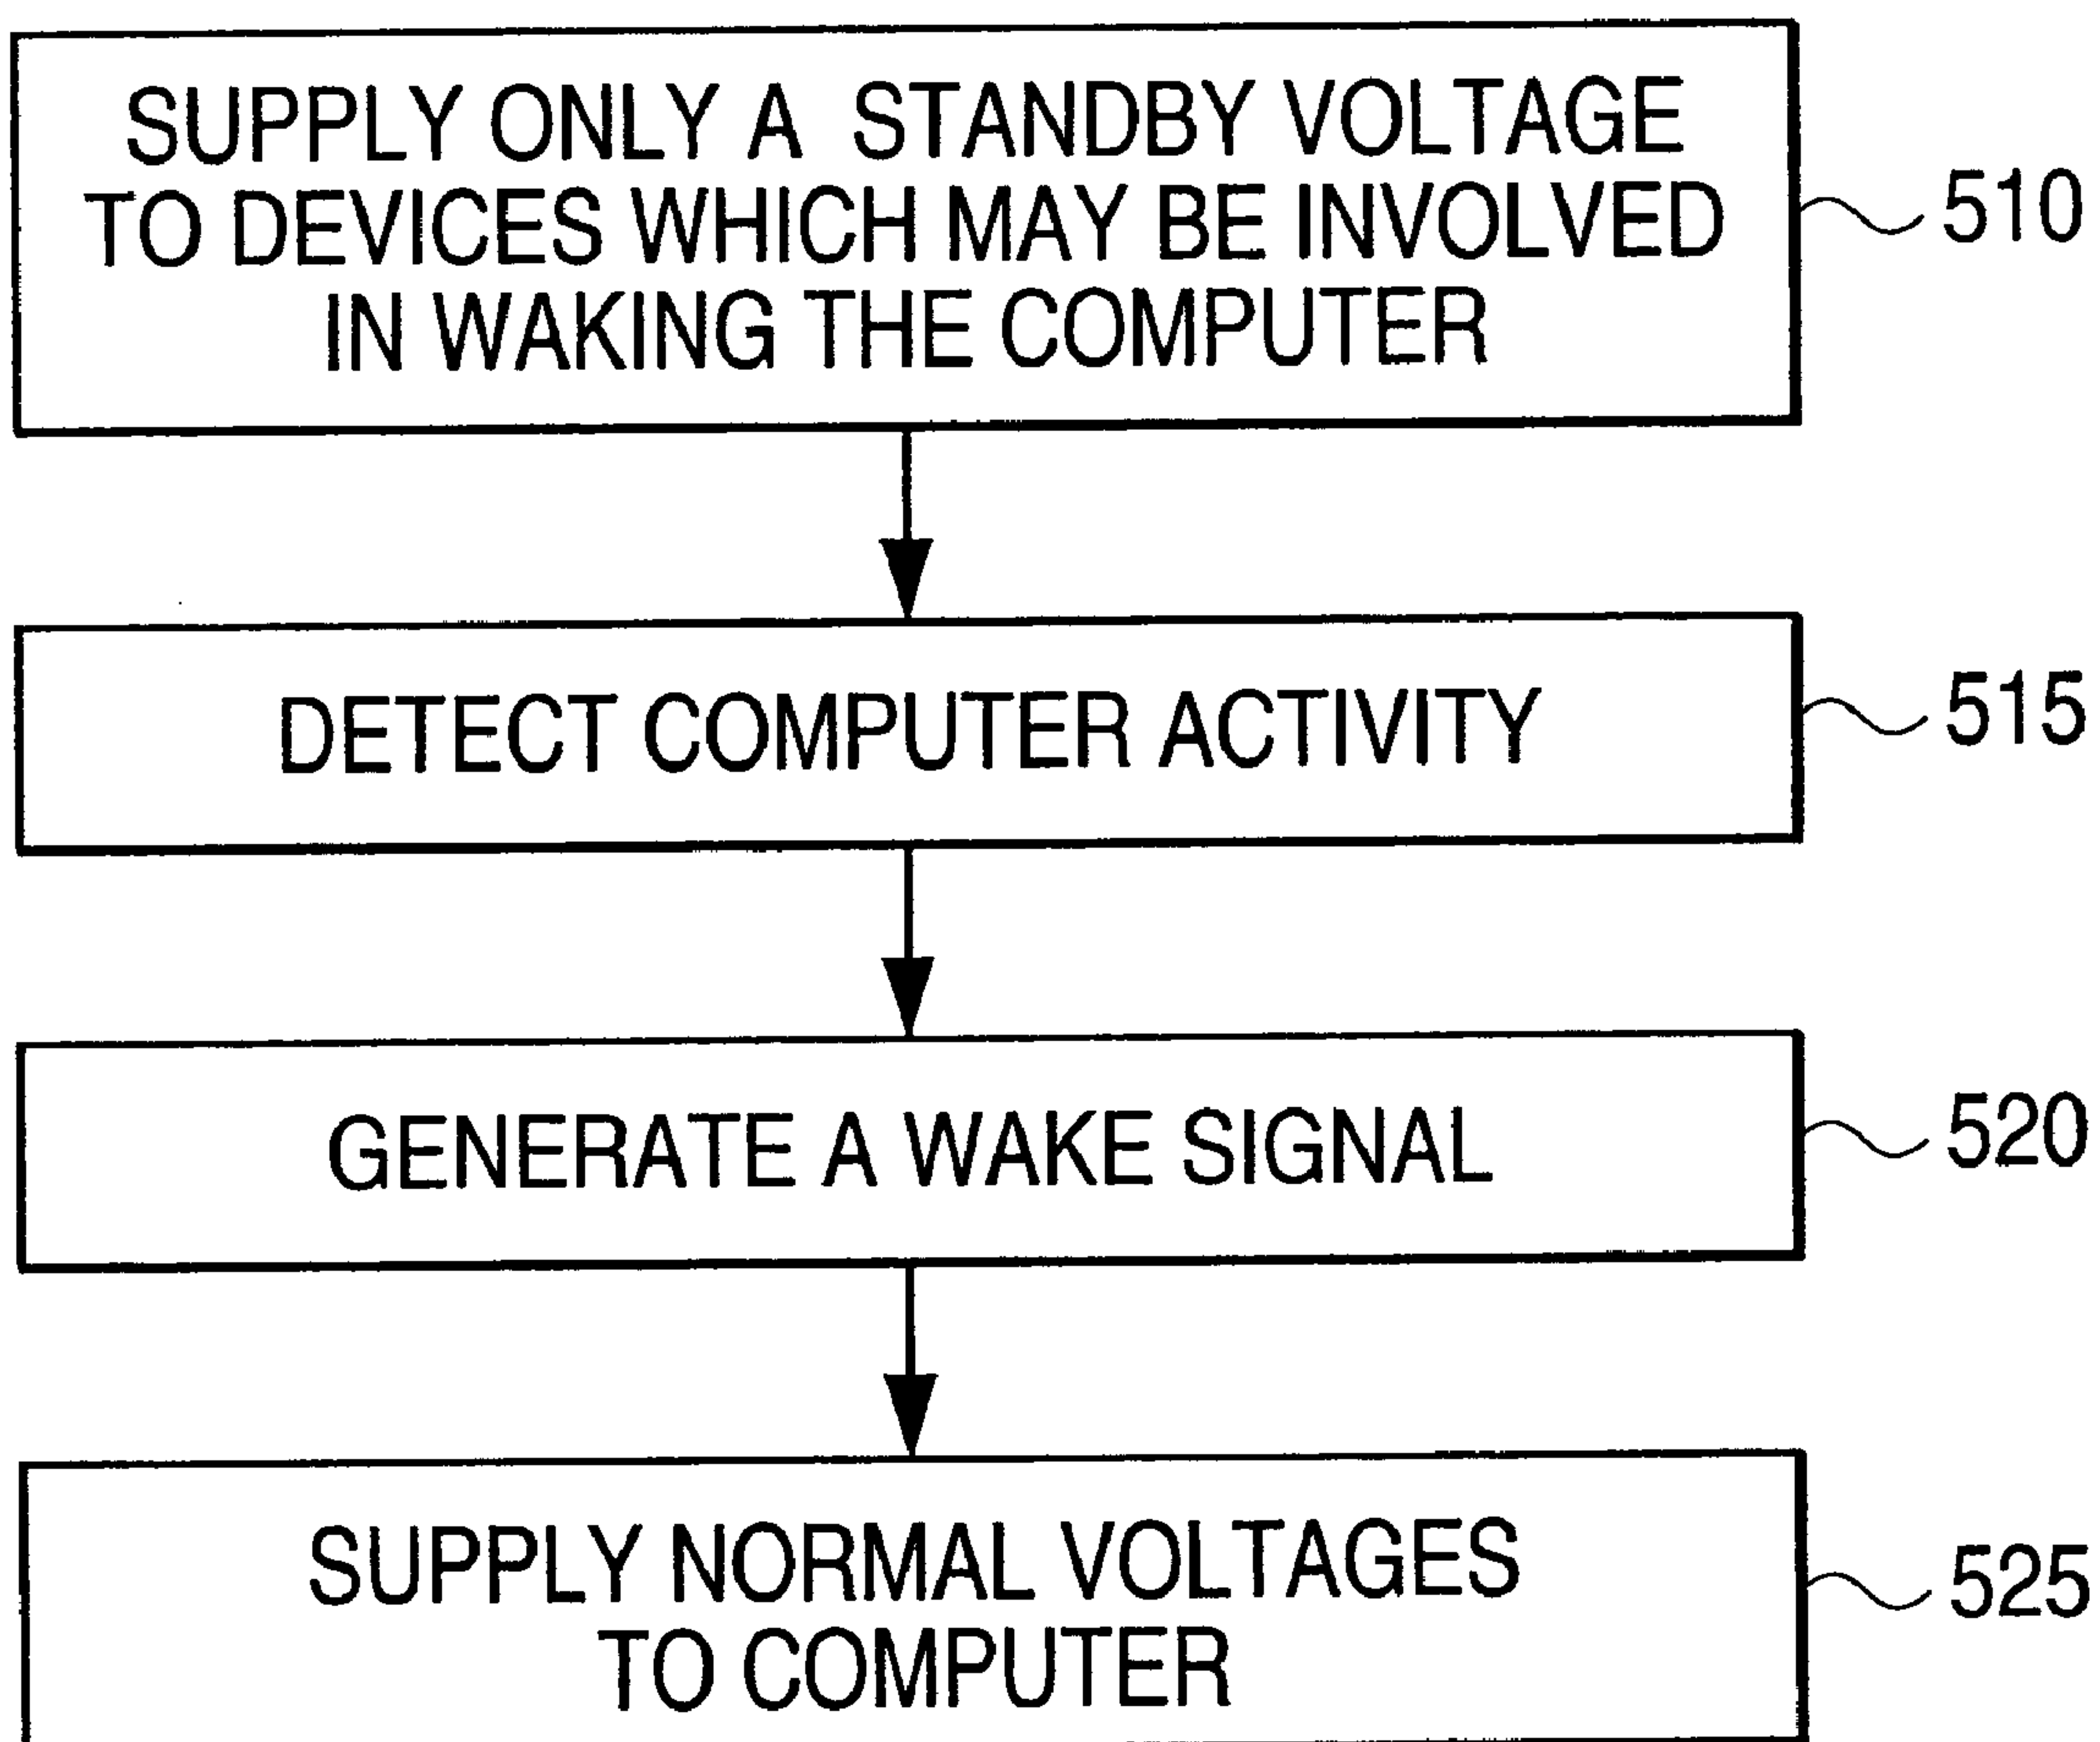 SUPPLY ONLY A STANDBY VOLTAGE
TO DEVICES WHICH MAY BE INVOLVED
IN WAKING THE COMPUTER
510
DETECT COMPUTER ACTIVITY
515
GENERATE A WAKE SIGNAL
520
SUPPLY NORMAL VOLTAGES
TO COMPUTER
525